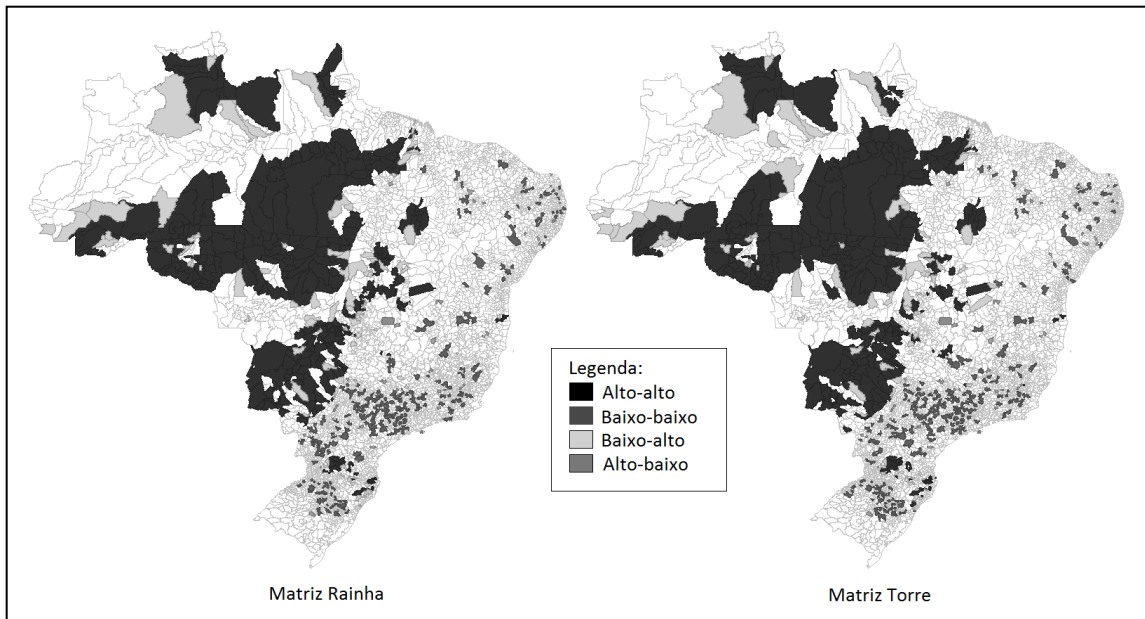 Legenda:
Alto-alto
Baixo-baixo
Baixo-alto
Alto-baixo
Matriz Rainha
Matriz Torre